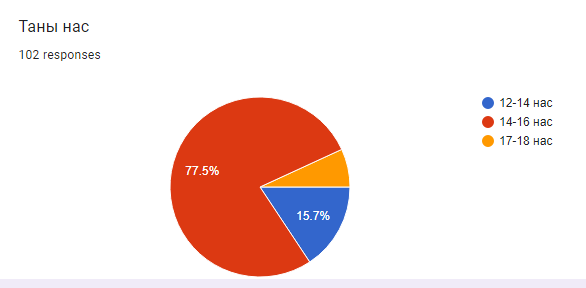 Таны нас
102 responses
12-14 нас
14-16 нас
17-18 нас
77.5%
15.7%